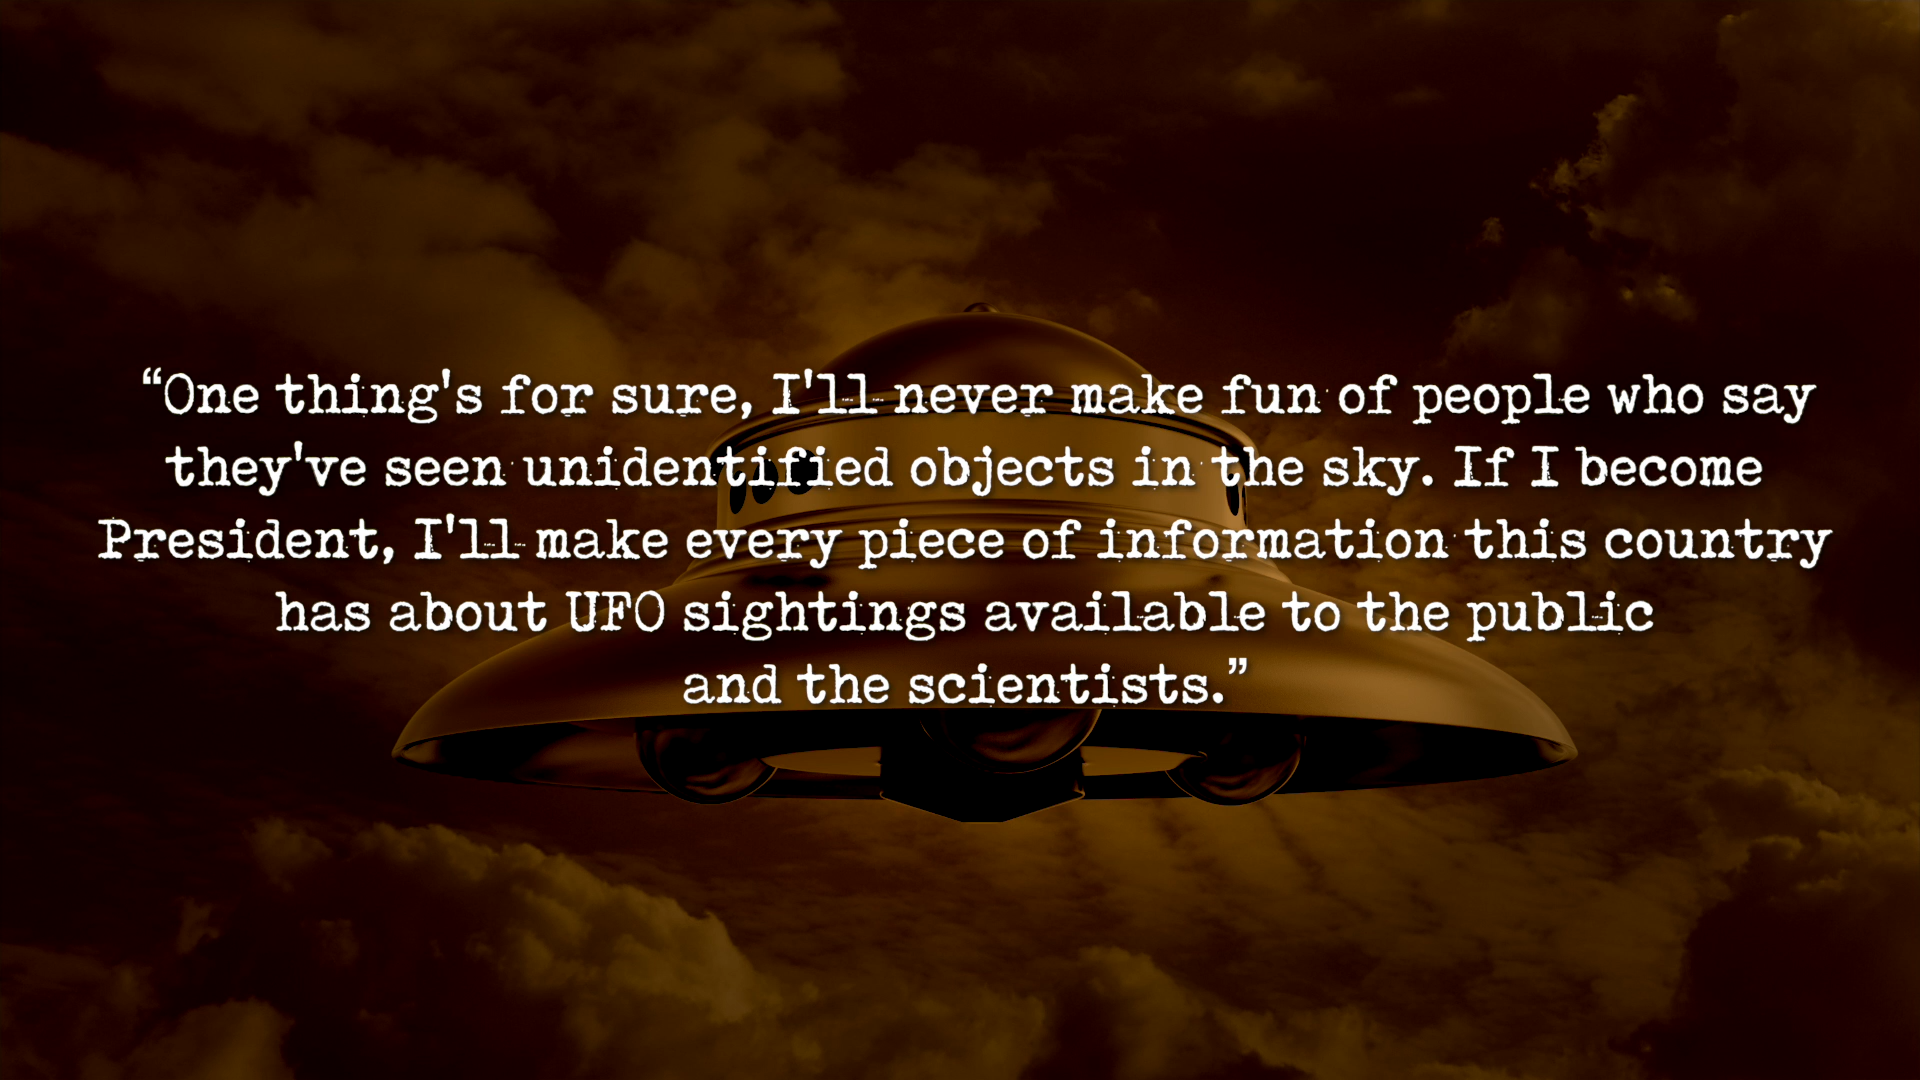 “One thing's for sure, I'll never make fun of people who say
they've seen unidentified objects in the sky. If I become
President, I'll make every piece of information this country
has about UFO sightings available to the public
and the scientists.”